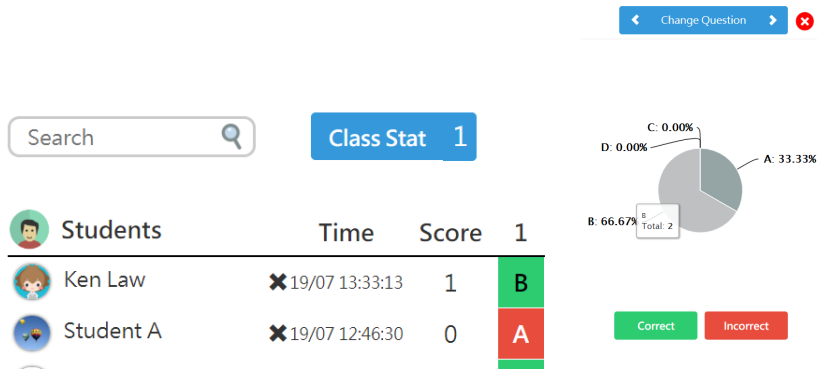 Change Question
Search
Class Stat 1
C: 0.00%
D: 0.00%
A: 33.33%
B: 66.67%
B
Total: 2
Students Time Score 1
Ken Law 19/07 13:33:13 1 B
Student A 19/07 12:46:30 0 A
Correct Incorrect